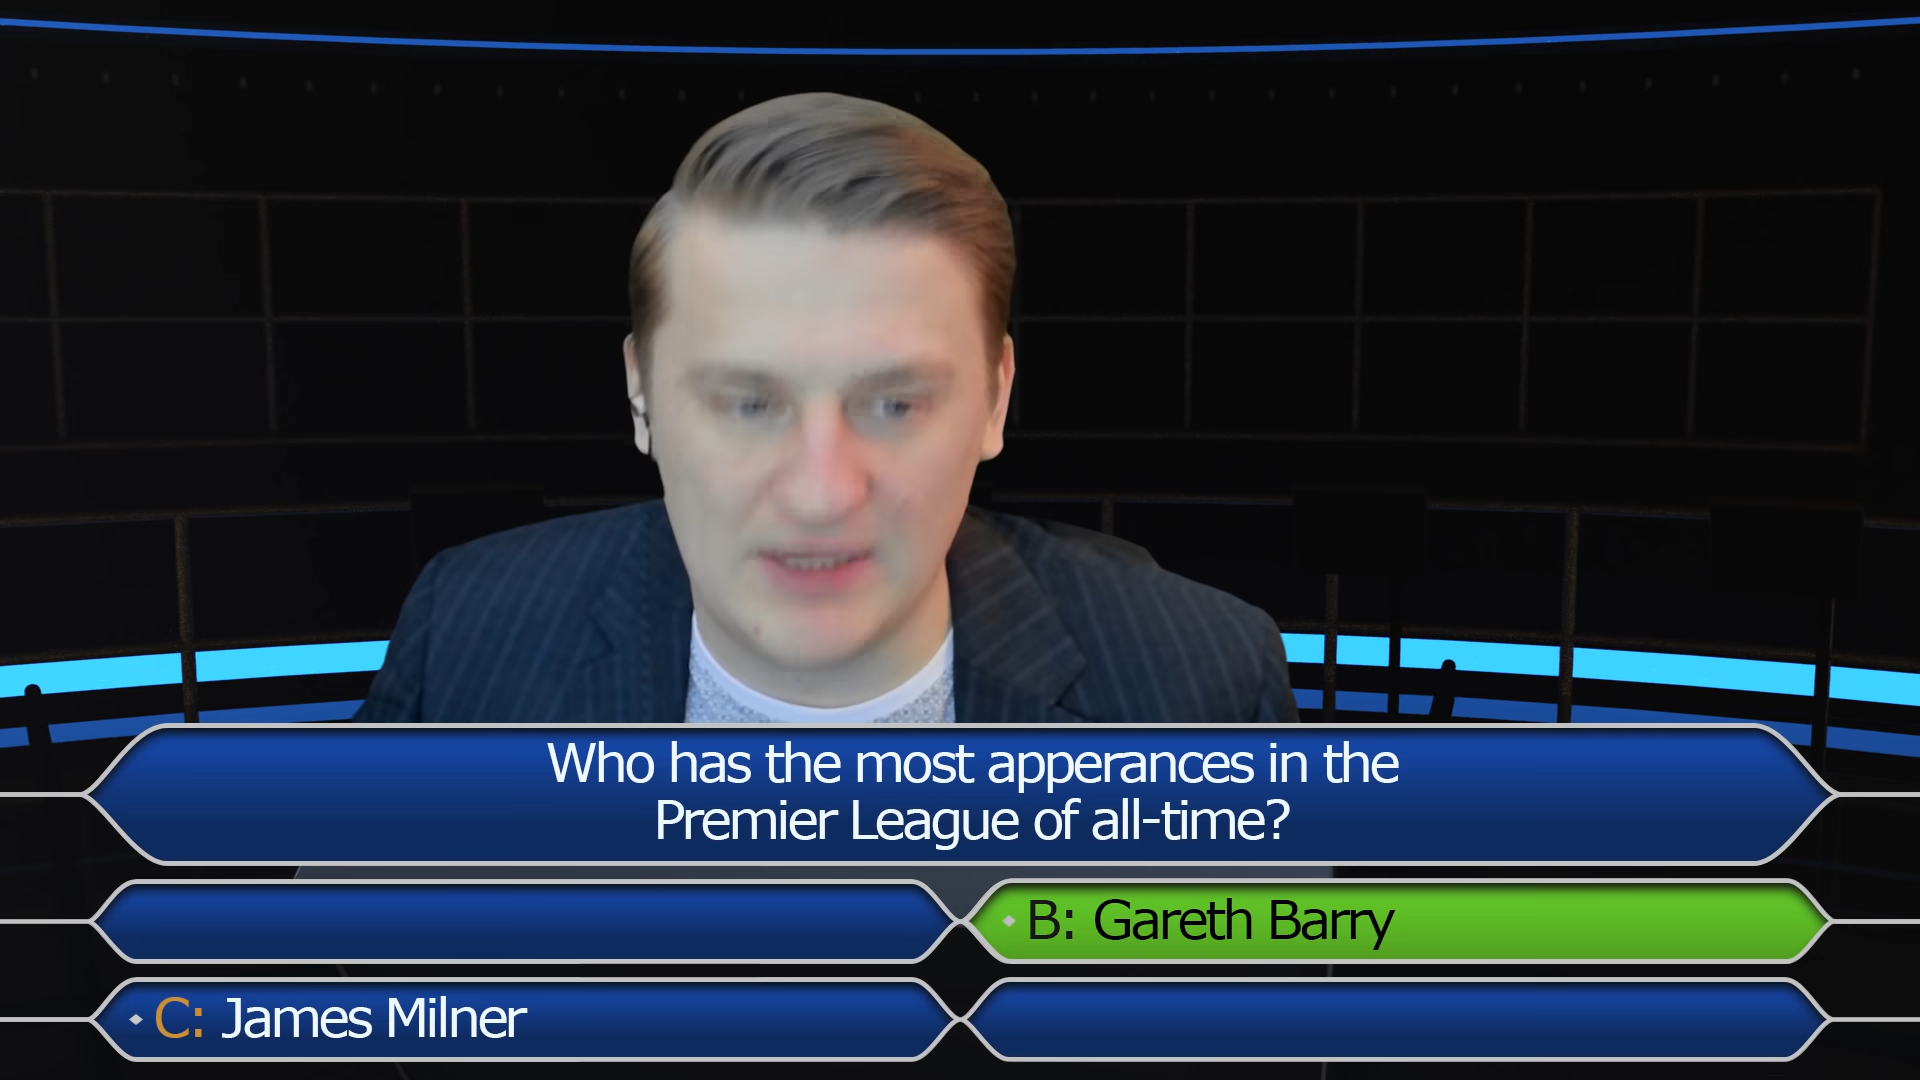 Who has the most apperances in the
Premier League of all-time?
B: Gareth Barry
C: James Milner